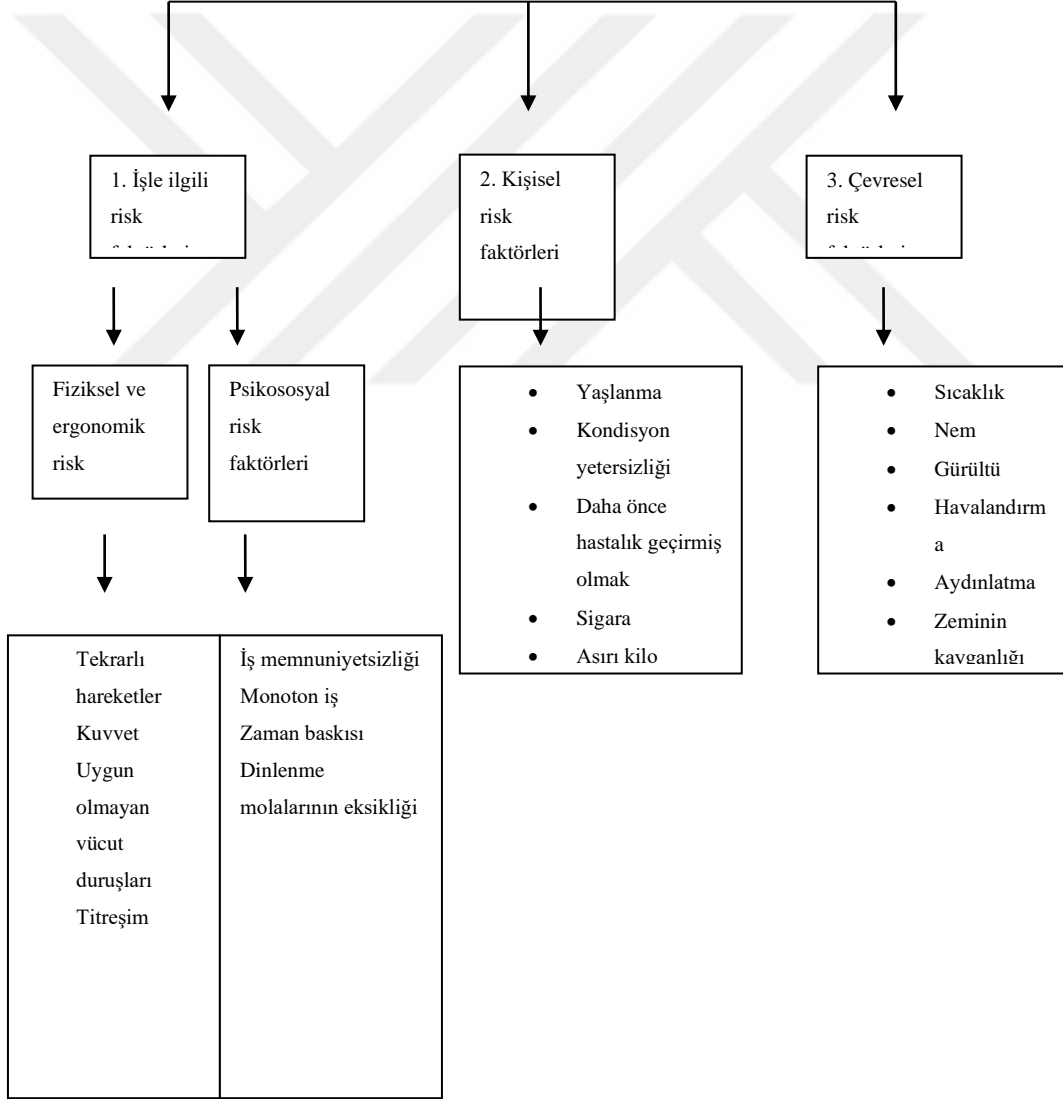 1. İşle ilgili
risk
2. Kişisel
risk
faktörleri
3. Çevresel
risk
Fiziksel ve
ergonomik
risk
Psikososyal
risk
faktörleri
• Yaşlanma
• Kondisyon
yetersizliği
• Daha önce
hastalık geçirmiş
olmak
• Sigara
• Aşırı kilo
• Sıcaklık
• Nem
• Gürültü
• Havalandırm
a
• Aydınlatma
• Zeminin
kayganlığı
Tekrarlı
hareketler
Kuvvet
Uygun
olmayan
vücut
duruşları
Titreşim
İş memnuniyetsizliği
Monoton iş
Zaman baskısı
Dinlenme
molalarının eksikliği